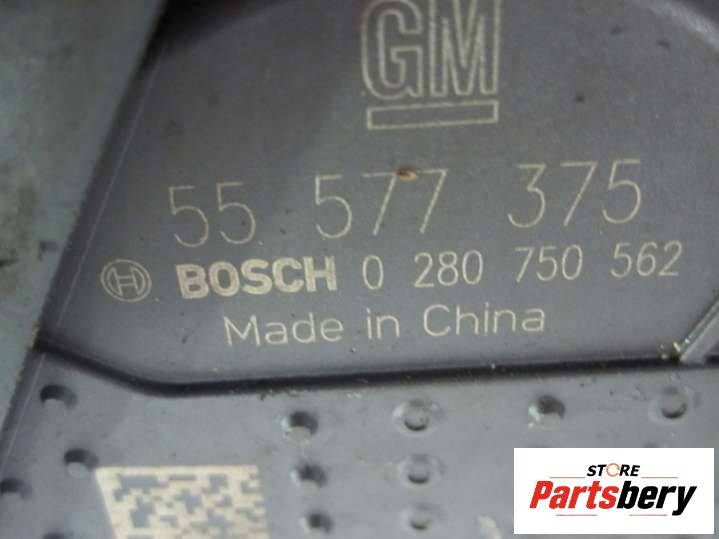 GM
55 577 375
BOSCH 0 280 750 562
Made in China
STORE
Partsbery